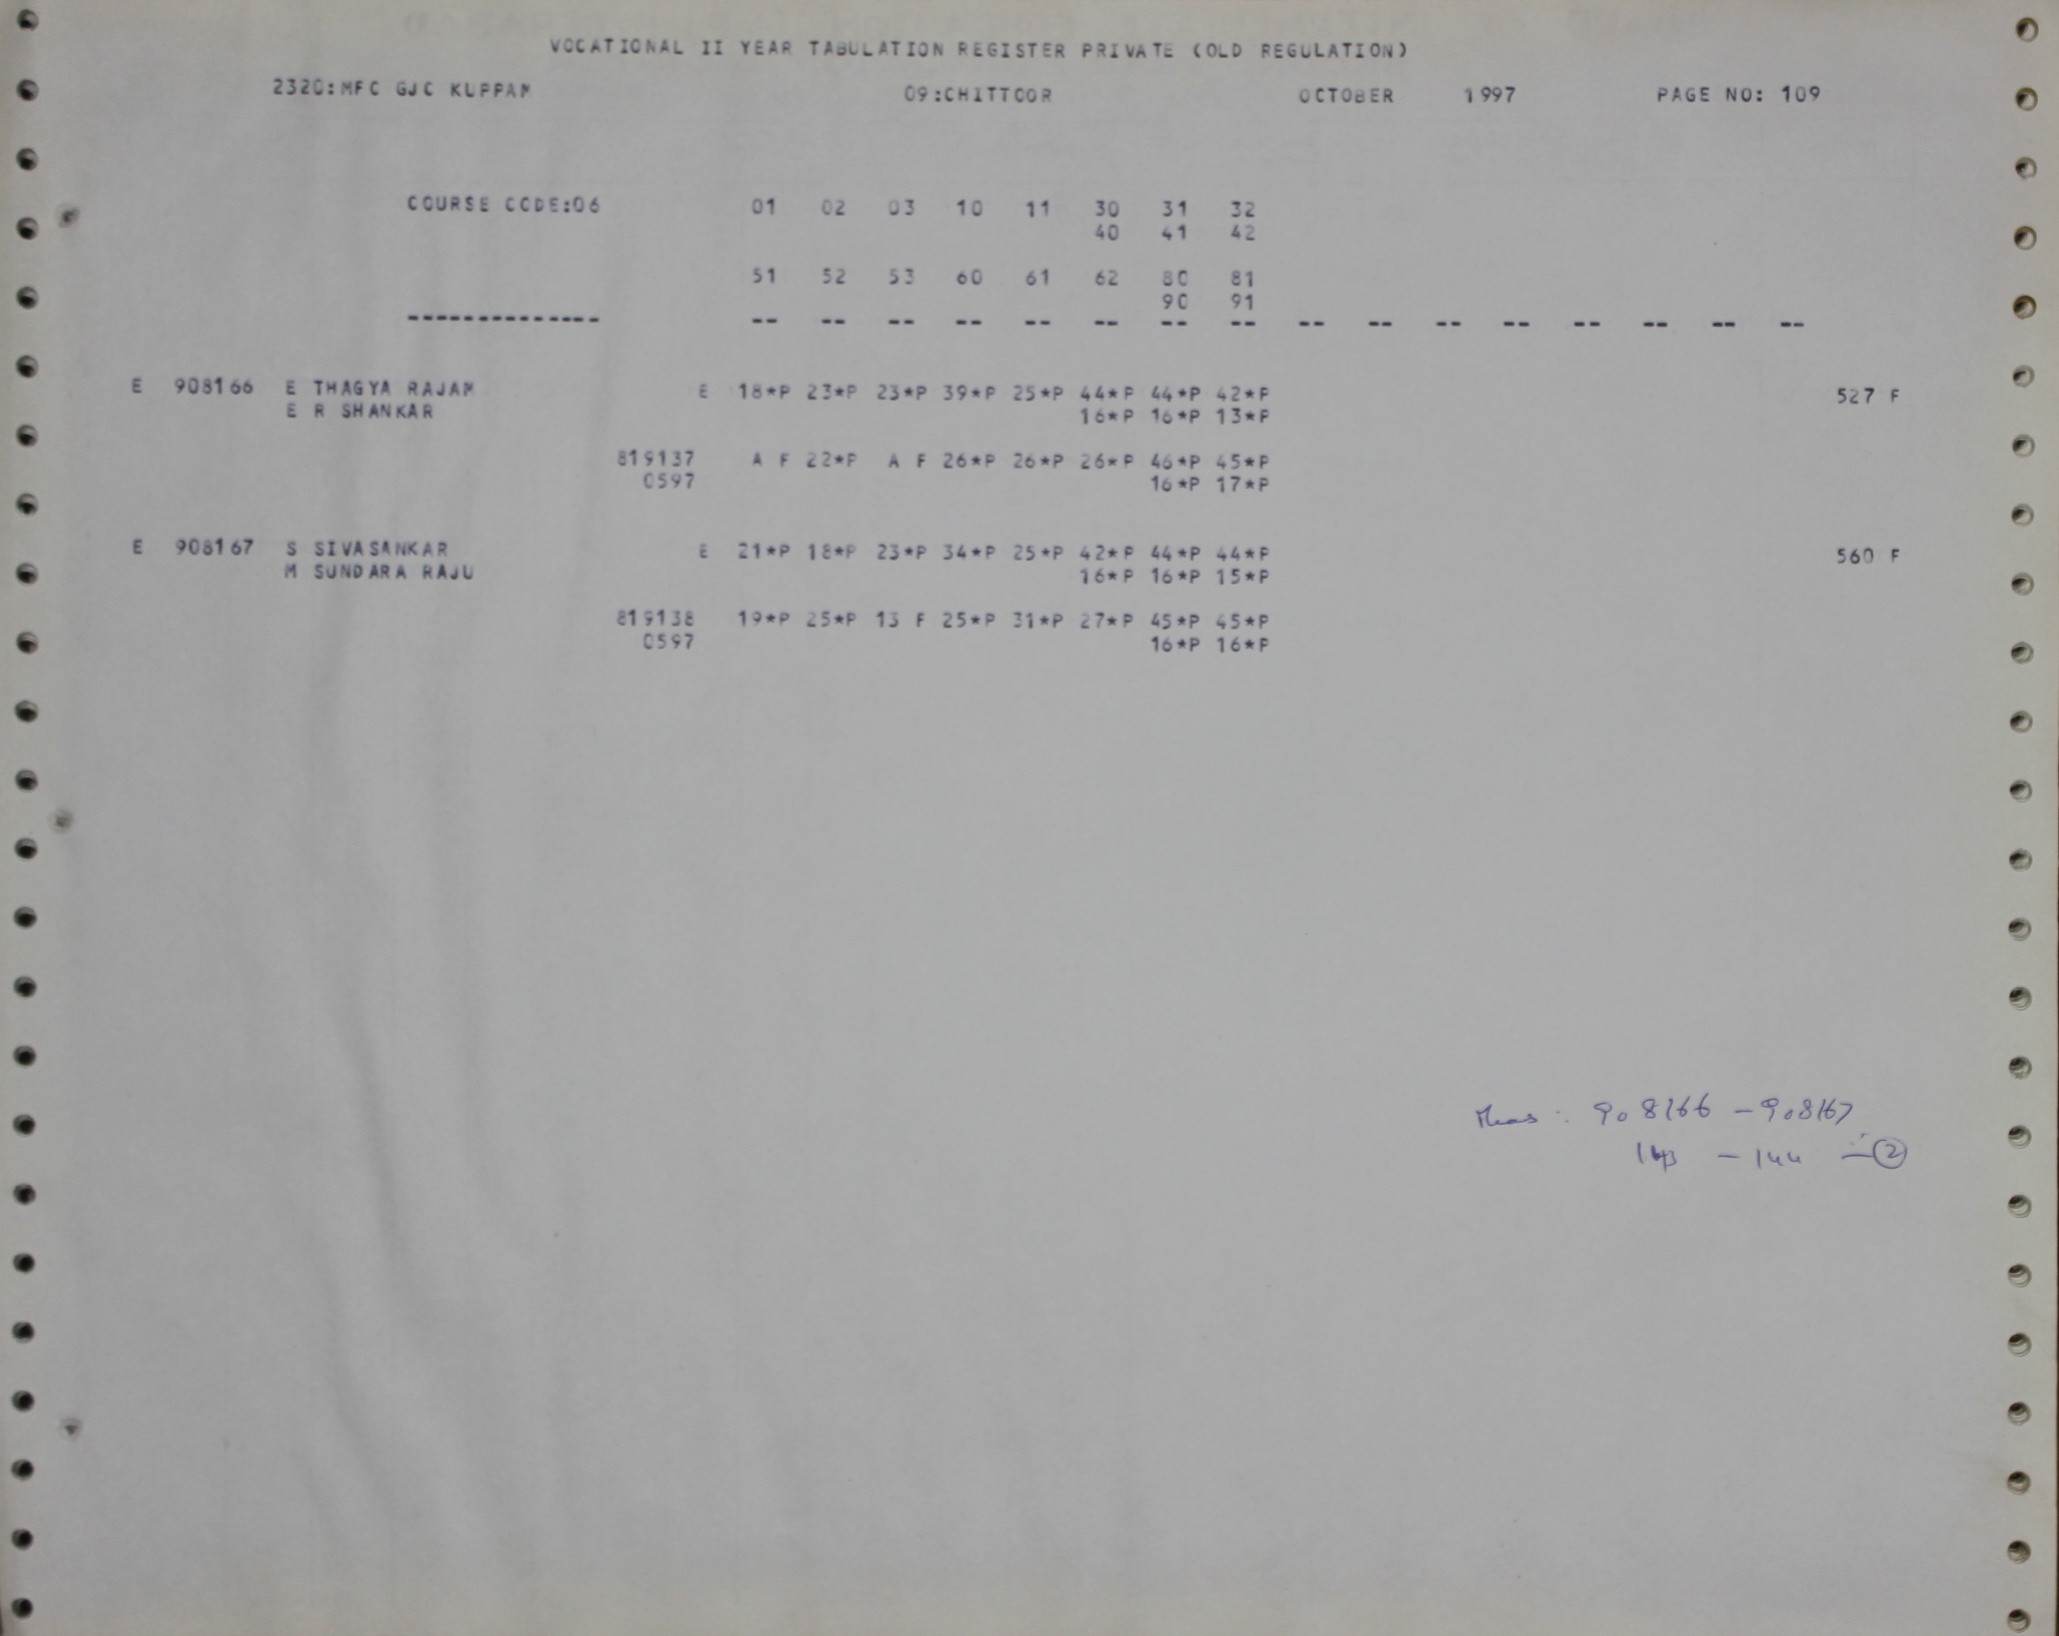 VOCATIONAL II YEAR TABULATION REGISTER PRIVATE (OLD REGULATION)
2320:MFC GJC KUPPAM 09:CHITTOOR OCTOBER 1997 PAGE NO: 109
COURSE CODE:06 01 02 03 10 11 30 31 32
40 41 42
51 52 53 60 61 62 80 81
90 91
-------------- -- -- -- -- -- -- -- -- -- -- -- -- -- -- -- --
E 908166 E THAGYA RAJAM E 18*P 23*P 23*P 39*P 25*P 44*P 44*P 42*P 527 F
E R SHANKAR 16*P 16*P 13*P
819137 A F 22*P A F 26*P 26*P 26*P 46*P 45*P
0597 16*P 17*P
E 908167 S SIVASANKAR E 21*P 18*P 23*P 34*P 25*P 42*P 44*P 44*P 560 F
M SUNDARA RAJU 16*P 16*P 15*P
819138 19*P 25*P 13 F 25*P 31*P 27*P 45*P 45*P
0597 16*P 16*P
: 908166 - 908167
143 - 144 - 2